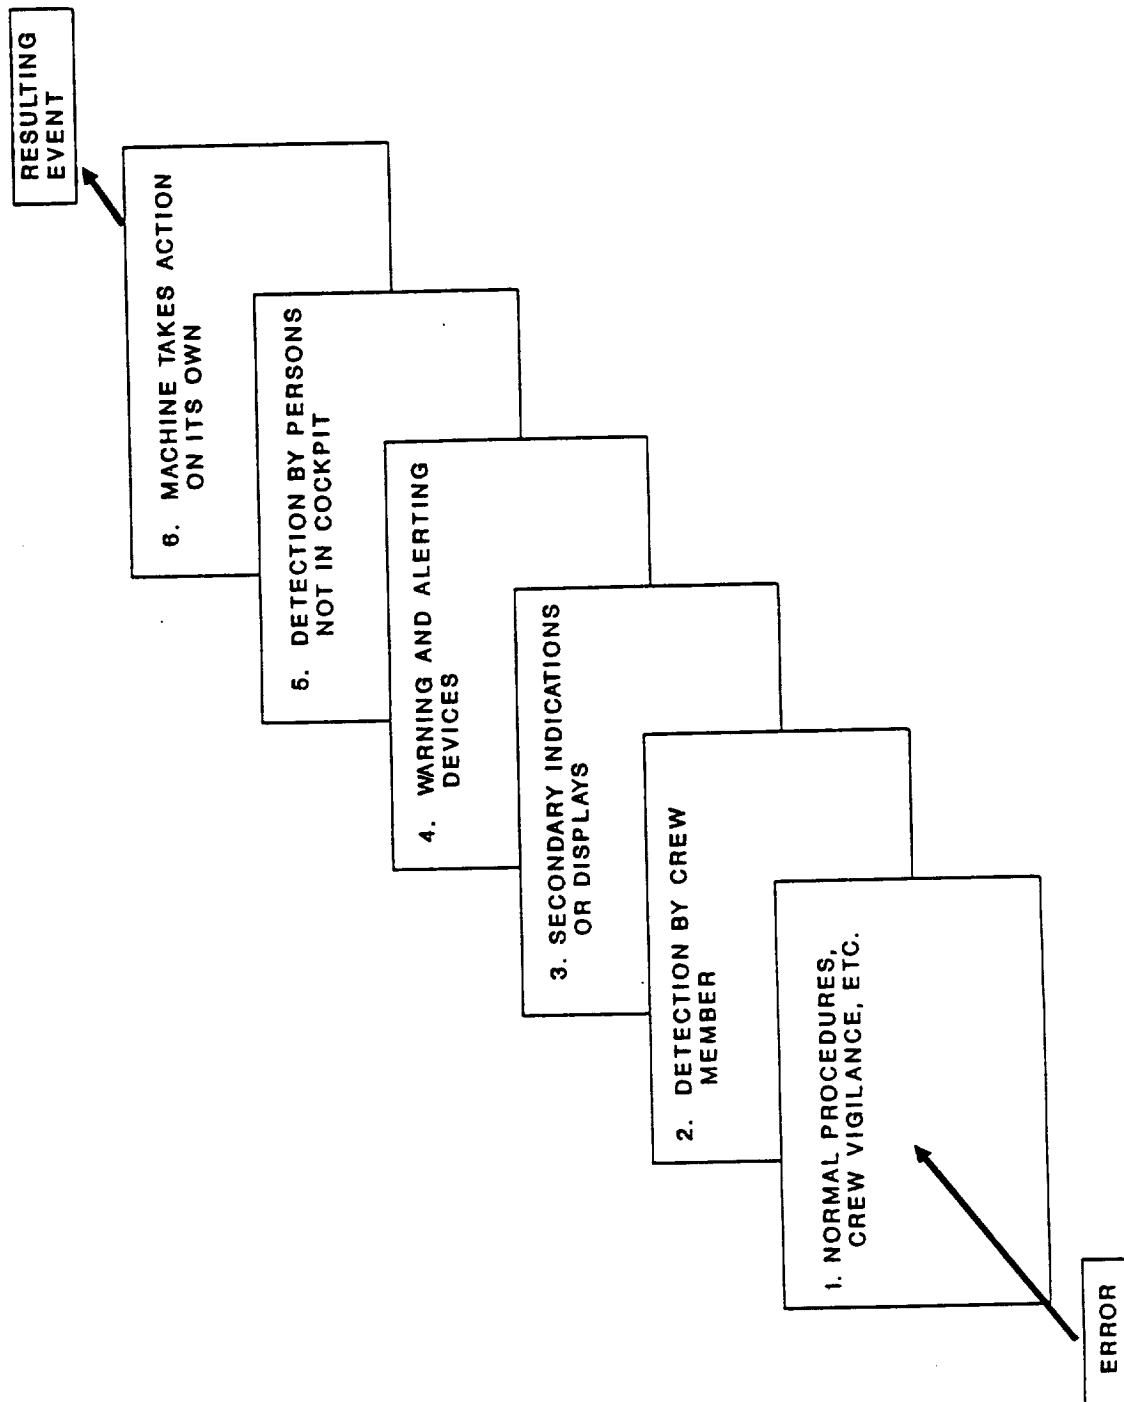 RESULTING
EVENT
6. MACHINE TAKES ACTION
ON ITS OWN
5. DETECTION BY PERSONS
NOT IN COCKPIT
4. WARNING AND ALERTING
DEVICES
3. SECONDARY INDICATIONS
OR DISPLAYS
2. DETECTION BY CREW
MEMBER
1. NORMAL PROCEDURES,
CREW VIGILANCE, ETC.
ERROR